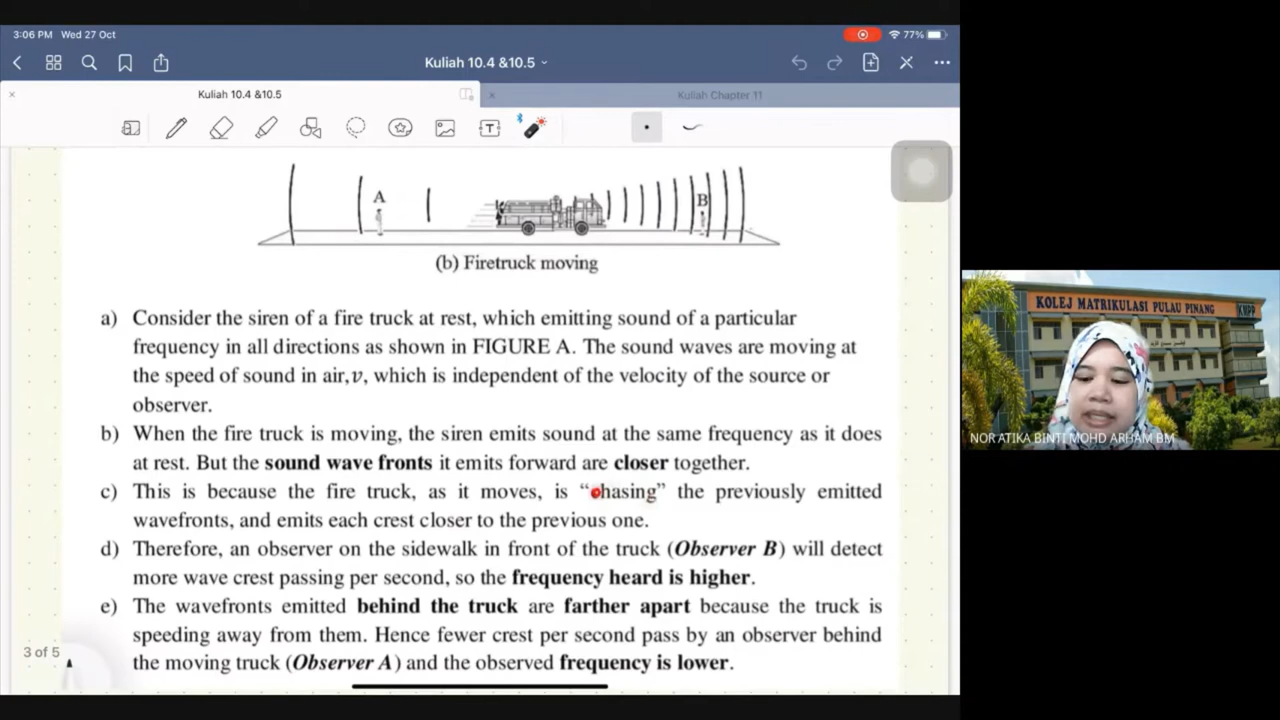 3:06 PM Wed 27 Oct
77%
Kuliah 10.4 &10.5
Kuliah 10.4 &10.5
Kuliah Chapter 11
A
B
(b) Firetruck moving
a) Consider the siren of a fire truck at rest, which emitting sound of a particular
frequency in all directions as shown in FIGURE A. The sound waves are moving at
the speed of sound in air, v, which is independent of the velocity of the source or
observer.
b) When the fire truck is moving, the siren emits sound at the same frequency as it does
at rest. But the sound wave fronts it emits forward are closer together.
c) This is because the fire truck, as it moves, is “chasing” the previously emitted
wavefronts, and emits each crest closer to the previous one.
d) Therefore, an observer on the sidewalk in front of the truck (Observer B) will detect
more wave crest passing per second, so the frequency heard is higher.
e) The wavefronts emitted behind the truck are farther apart because the truck is
speeding away from them. Hence fewer crest per second pass by an observer behind
the moving truck (Observer A) and the observed frequency is lower.
3 of 5
KOLEJ MATRIKULASI PULAU PINANG
KMPP
NOR ATIKA BINTI MOHD ARHAM BM